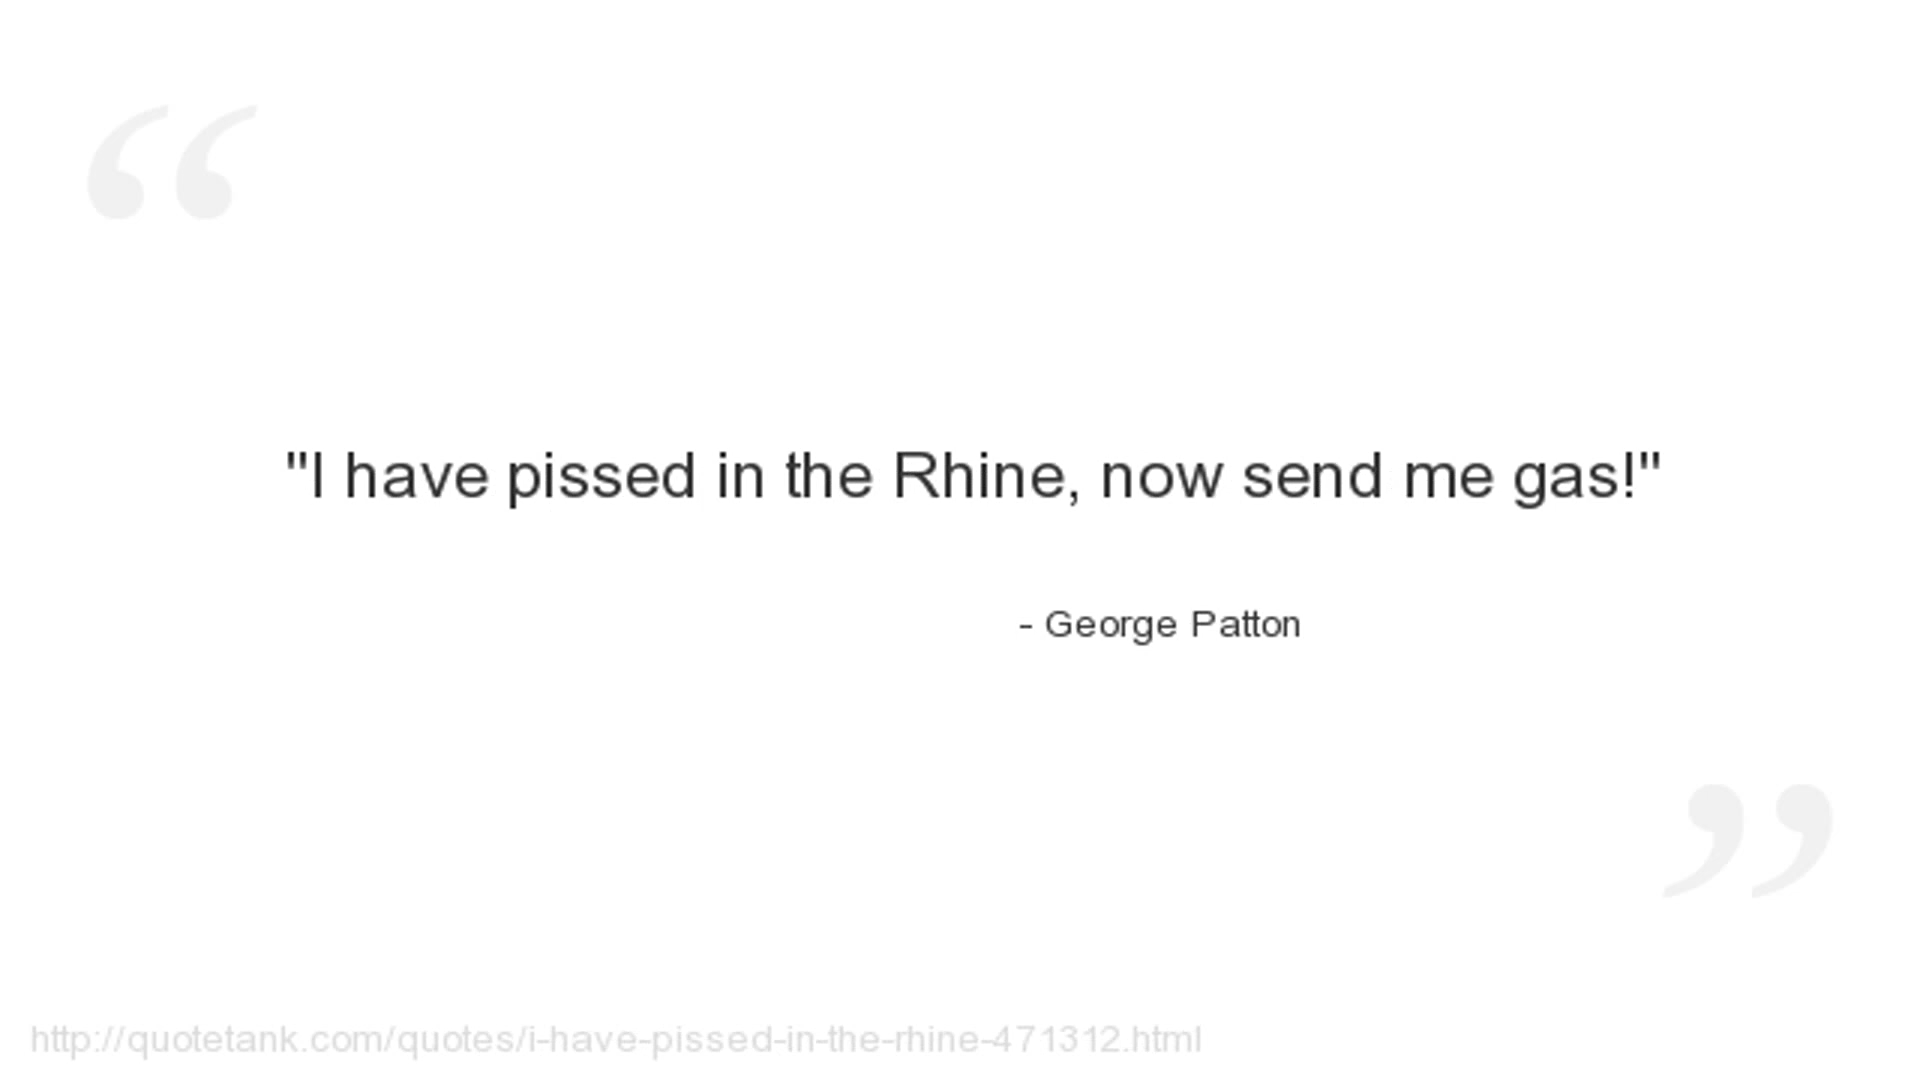 "I have pissed in the Rhine, now send me gas!"
- George Patton
http://quotetank.com/quotes/i-have-pissed-in-the-rhine-471312.html